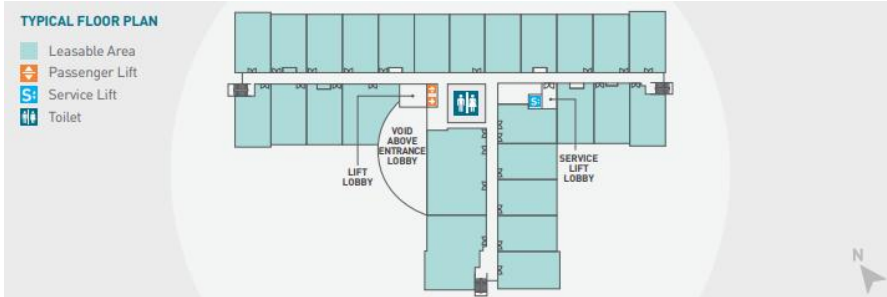 TYPICAL FLOOR PLAN
Leasable Area
Passenger Lift
S: Service Lift
Toilet
VOID
ABOVE
ENTRANCE
LOBBY
LIFT
LOBBY
S:
SERVICE
LIFT
LOBBY
N